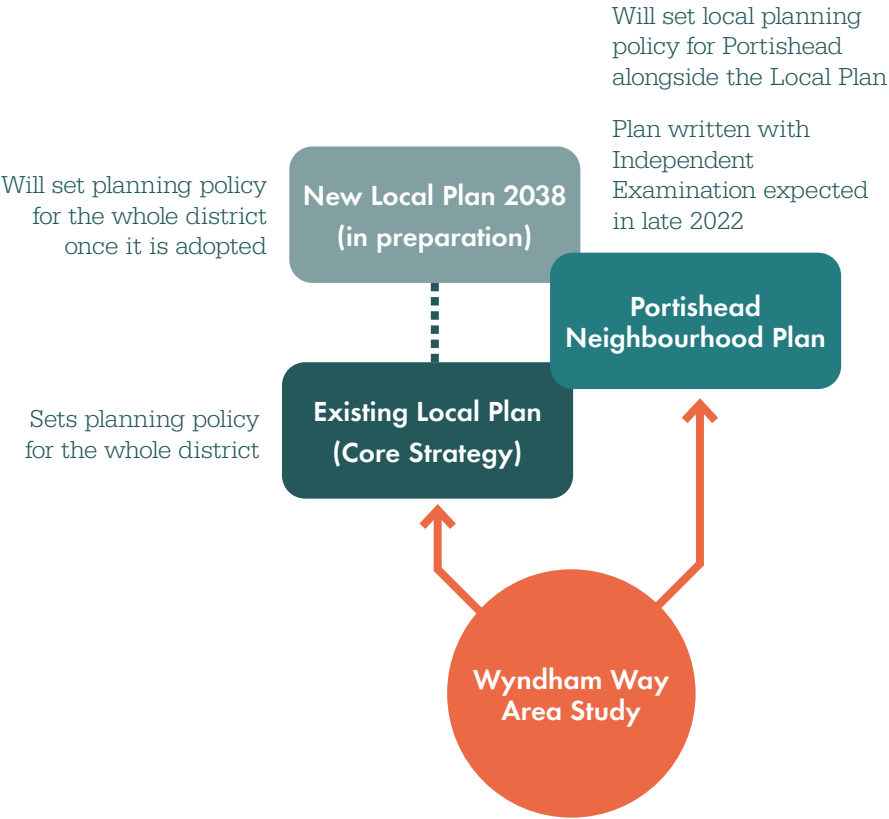 Will set local planning
policy for Portishead
alongside the Local Plan
Plan written with
Independent
Examination expected
in late 2022
Will set planning policy
for the whole district
once it is adopted
New Local Plan 2038
(in preparation)
Portishead
Neighbourhood Plan
Sets planning policy
for the whole district
Existing Local Plan
(Core Strategy)
Wyndham Way
Area Study